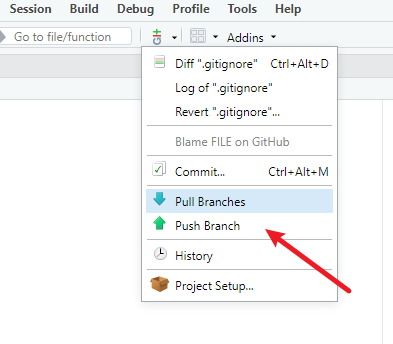 Session Build Debug Profile Tools Help
Go to file/function Addins
Diff ".gitignore" Ctrl+Alt+D
Log of ".gitignore"
Revert ".gitignore"...
Blame FILE on GitHub
Commit... Ctrl+Alt+M
Pull Branches
Push Branch
History
Project Setup...